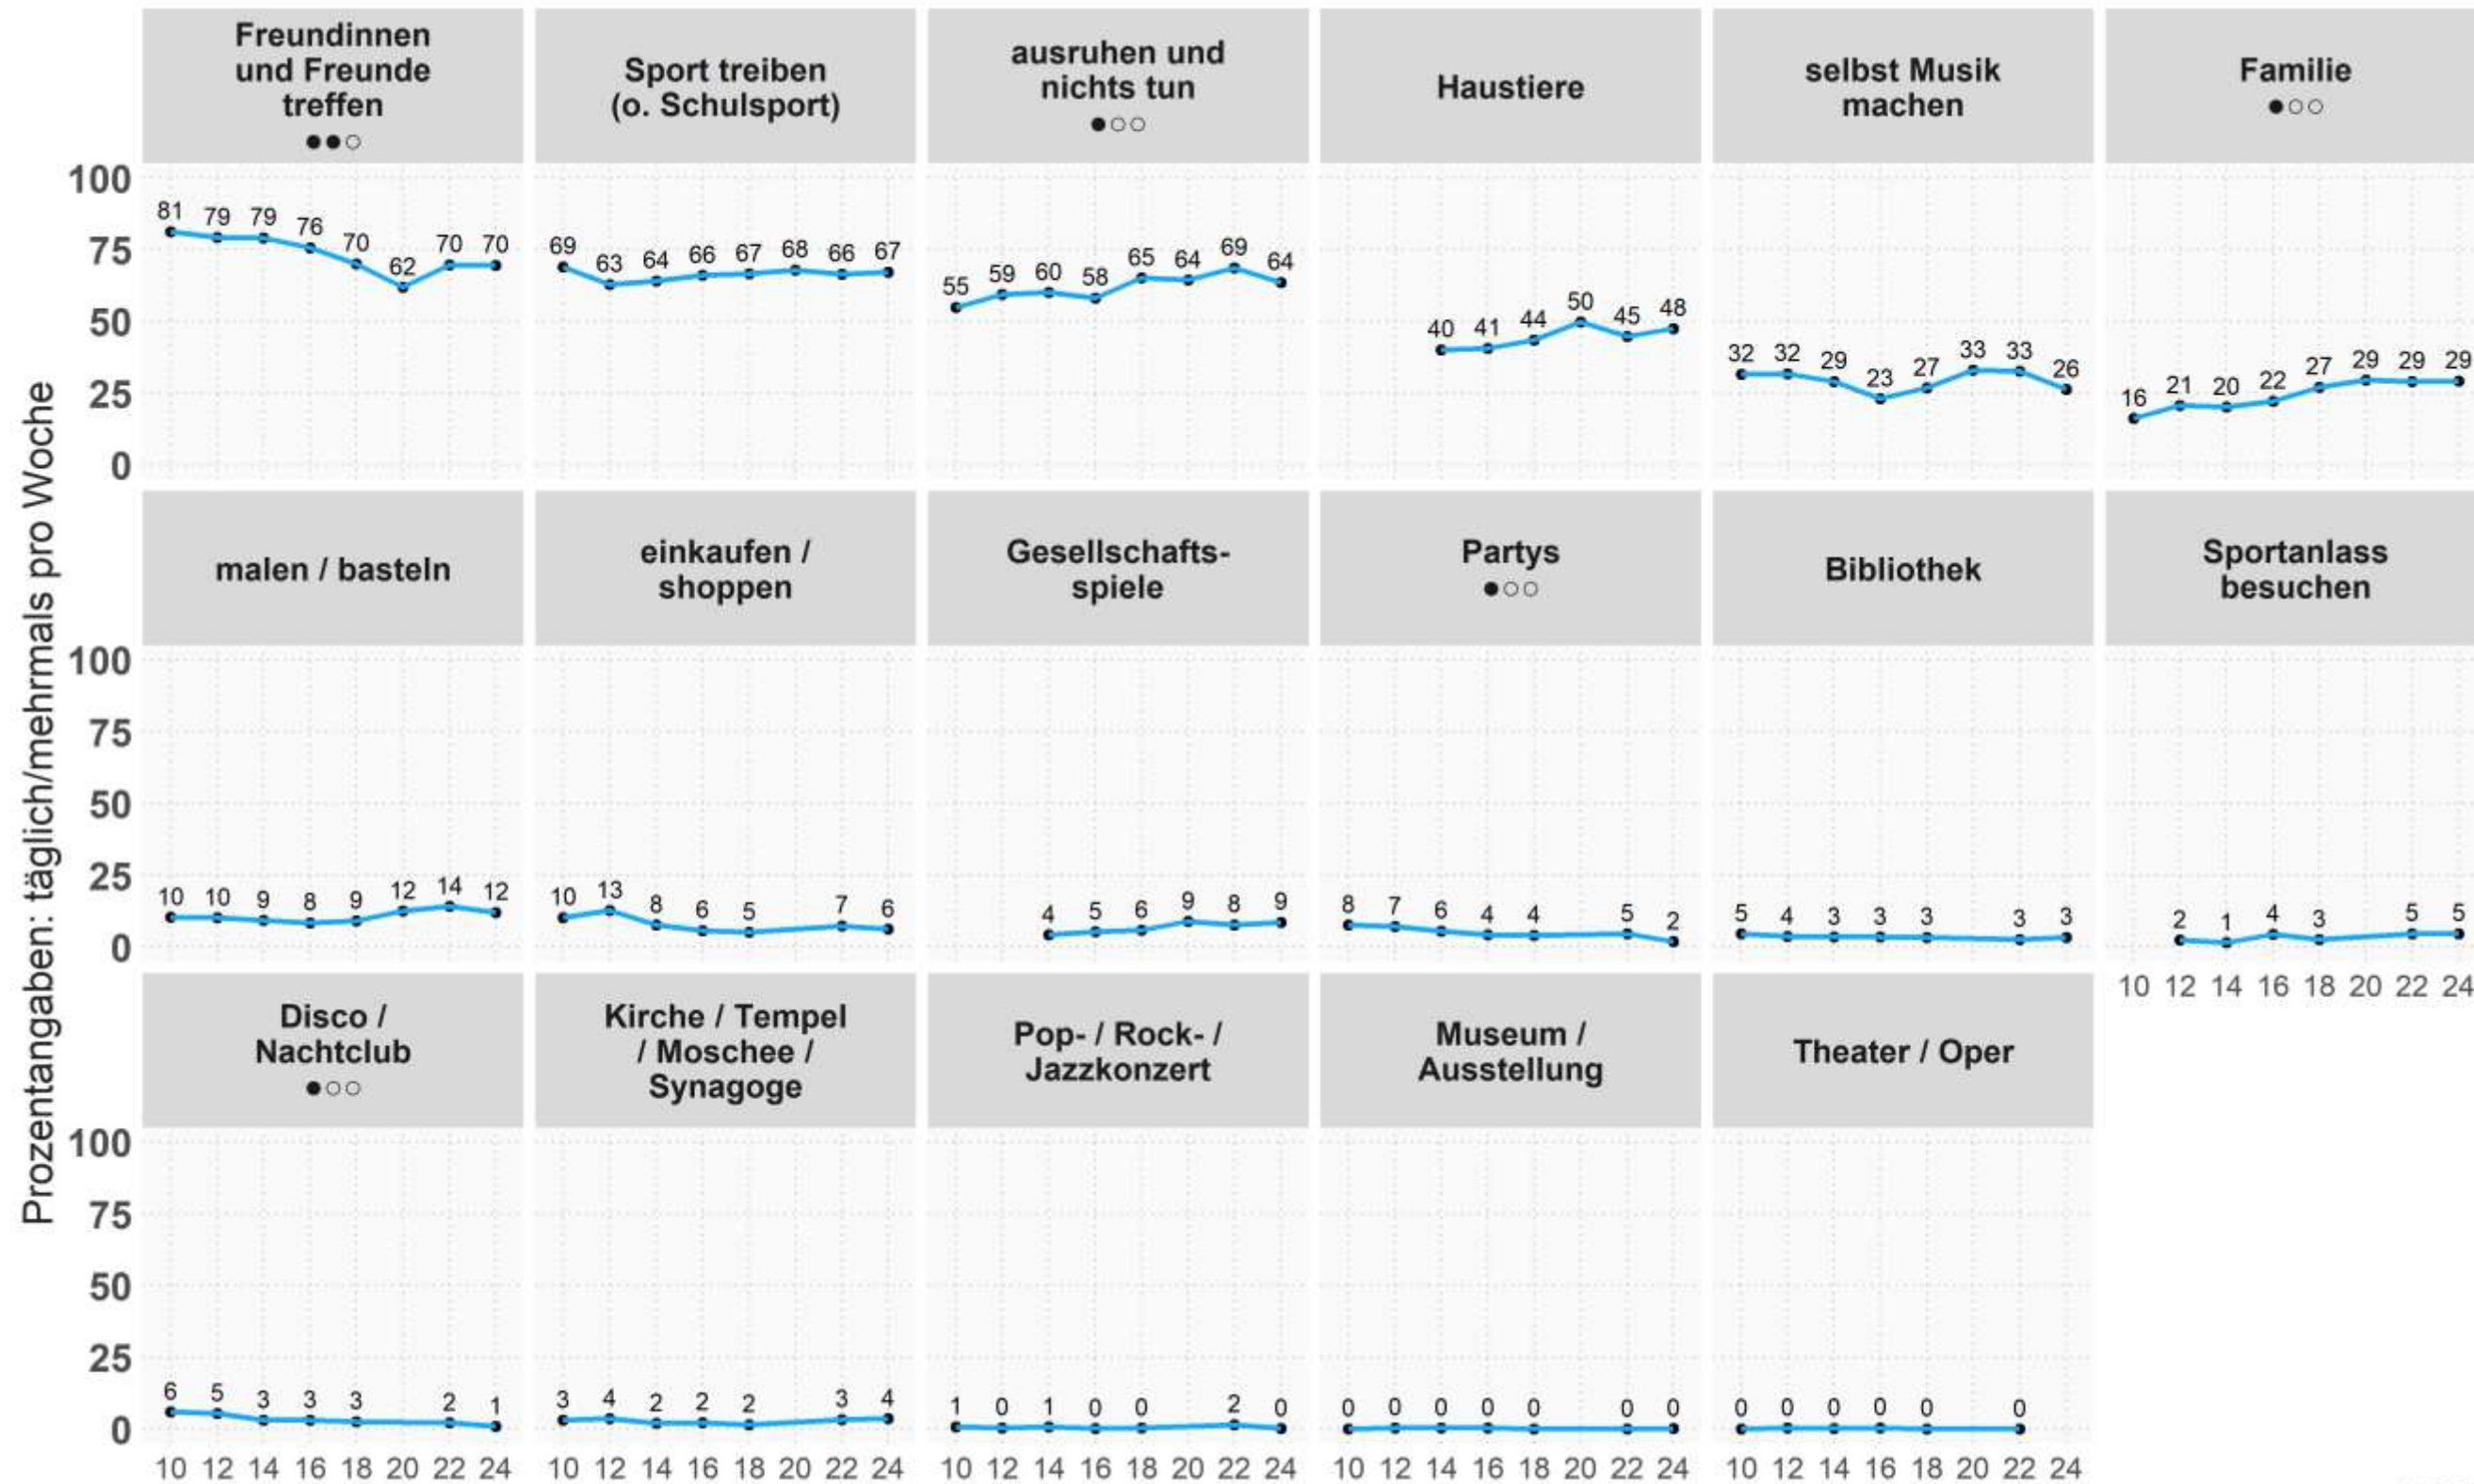 Prozentangaben: täglich/mehrmals pro Woche
Freundinnen
und Freunde
treffen
●●○
Sport treiben
(o. Schulsport)
ausruhen und
nichts tun
●○○
Haustiere
selbst Musik
machen
Familie
●○○
100
75
50
25
0
81 79 79 76 70 62 70 70
69 63 64 66 67 68 66 67
55 59 60 58 65 64 69 64
40 41 44 50 45 48
32 32 29 23 27 33 33 26
16 21 20 22 27 29 29 29
malen / basteln
einkaufen /
shoppen
Gesellschafts-
spiele
Partys
●○○
Bibliothek
Sportanlass
besuchen
100
75
50
25
0
10 10 9 8 9 12 14 12
10 13 8 6 5 7 6
4 5 6 9 8 9
8 7 6 4 4 5 2
5 4 3 3 3 3 3
2 1 4 3 5 5
10 12 14 16 18 20 22 24
Disco /
Nachtclub
●○○
Kirche / Tempel
/ Moschee /
Synagoge
Pop- / Rock- /
Jazzkonzert
Museum /
Ausstellung
Theater / Oper
100
75
50
25
0
6 5 3 3 3 2 1
3 4 2 2 2 3 4
1 0 1 0 0 2 0
0 0 0 0 0 0 0
0 0 0 0 0 0
10 12 14 16 18 20 22 24
10 12 14 16 18 20 22 24
10 12 14 16 18 20 22 24
10 12 14 16 18 20 22 24
10 12 14 16 18 20 22 24